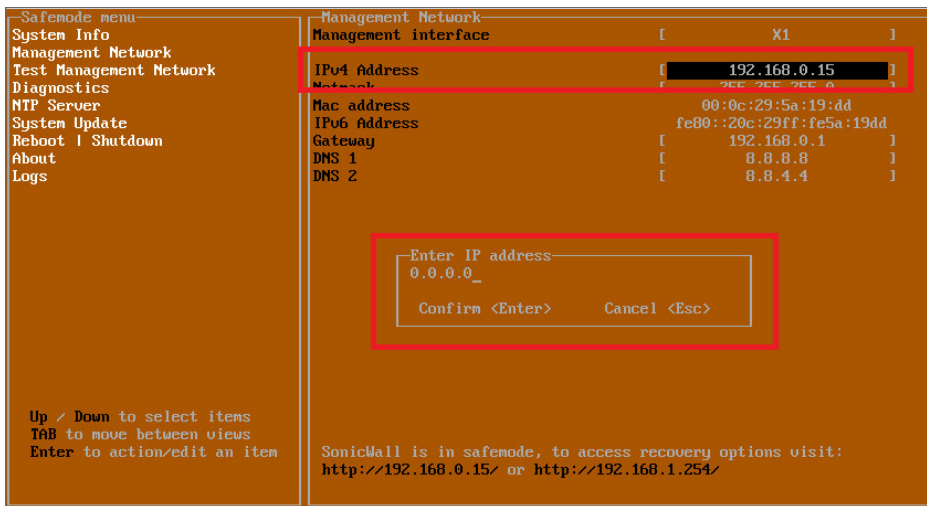 Safemode menu
System Info
Management Network
Test Management Network
Diagnostics
NTP Server
System Update
Reboot | Shutdown
About
Logs
Up / Down to select items
TAB to move between views
Enter to action/edit an item
Management Network
Management interface [ X1 ]
IPv4 Address [ 192.168.0.15 ]
Netmask [ 255.255.255.0 ]
Mac address 00:0c:29:5a:19:dd
IPv6 Address fe80::20c:29ff:fe5a:19dd
Gateway [ 192.168.0.1 ]
DNS 1 [ 8.8.8.8 ]
DNS 2 [ 8.8.4.4 ]
Enter IP address
0.0.0.0_
Confirm <Enter> Cancel <Esc>
SonicWall is in safemode, to access recovery options visit:
http://192.168.0.15/ or http://192.168.1.254/